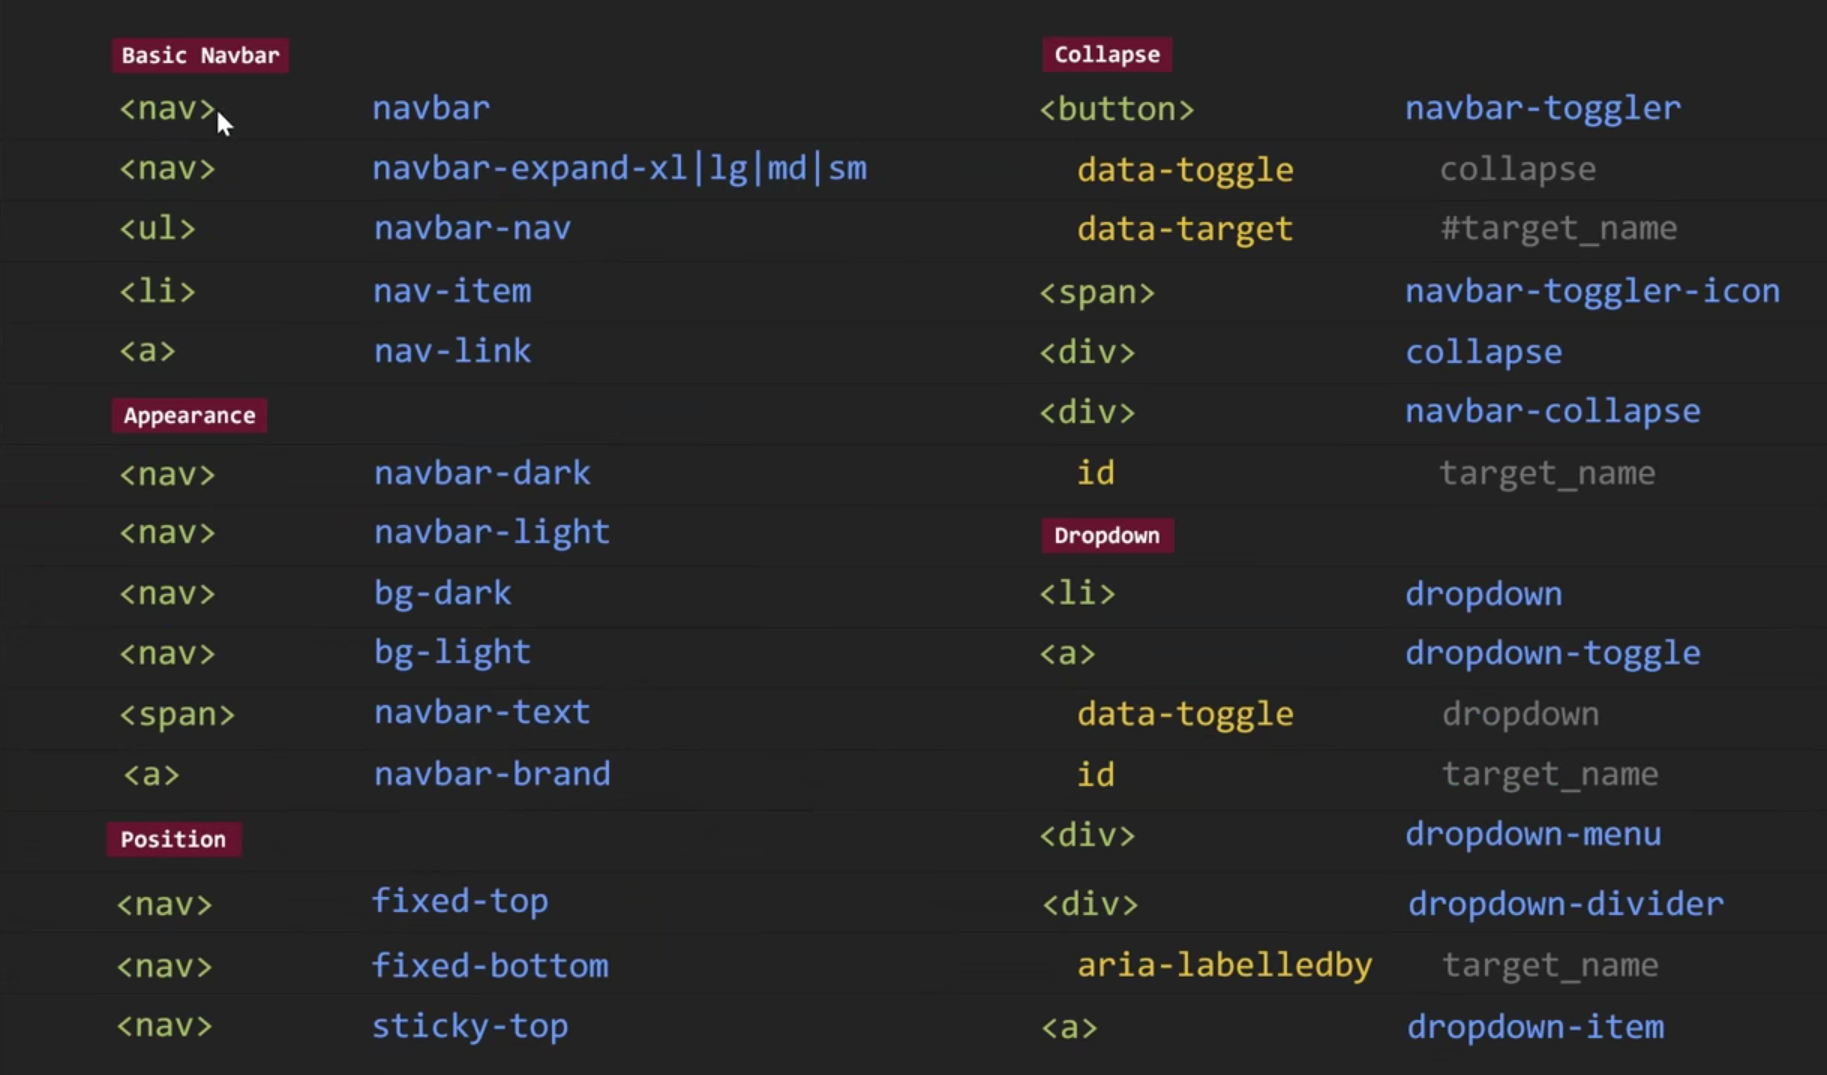 Basic Navbar
<nav> navbar
<nav> navbar-expand-xl|lg|md|sm
<ul> navbar-nav
<li> nav-item
<a> nav-link
Appearance
<nav> navbar-dark
<nav> navbar-light
<nav> bg-dark
<nav> bg-light
<span> navbar-text
<a> navbar-brand
Position
<nav> fixed-top
<nav> fixed-bottom
<nav> sticky-top
Collapse
<button> navbar-toggler
data-toggle collapse
data-target #target_name
<span> navbar-toggler-icon
<div> collapse
<div> navbar-collapse
id target_name
Dropdown
<li> dropdown
<a> dropdown-toggle
data-toggle dropdown
id target_name
<div> dropdown-menu
<div> dropdown-divider
aria-labelledby target_name
<a> dropdown-item